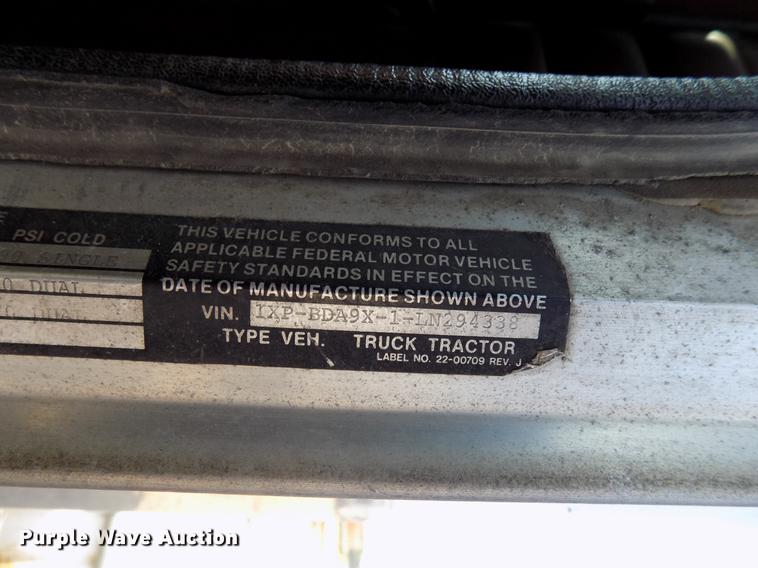 E
PSI COLD
THIS VEHICLE CONFORMS TO ALL
APPLICABLE FEDERAL MOTOR VEHICLE
SINGLE
SAFETY STANDARDS IN EFFECT ON THE
0 DUAL
DATE OF MANUFACTURE SHOWN ABOVE
DUAL
VIN. 1XP-BDA9X-1-LN294338
TYPE VEH. TRUCK TRACTOR
LABEL NO. 22-00709 REV. J
Purple Wave Auction